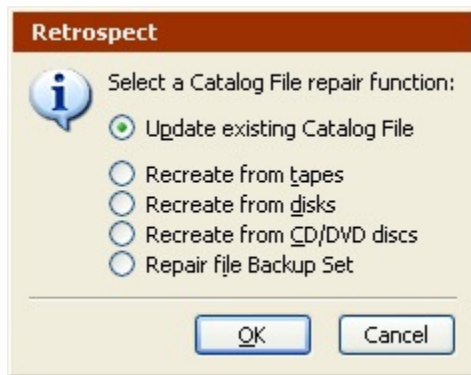 Retrospect
Select a Catalog File repair function:
Update existing Catalog File
Recreate from tapes
Recreate from disks
Recreate from CD/DVD discs
Repair file Backup Set
OK
Cancel